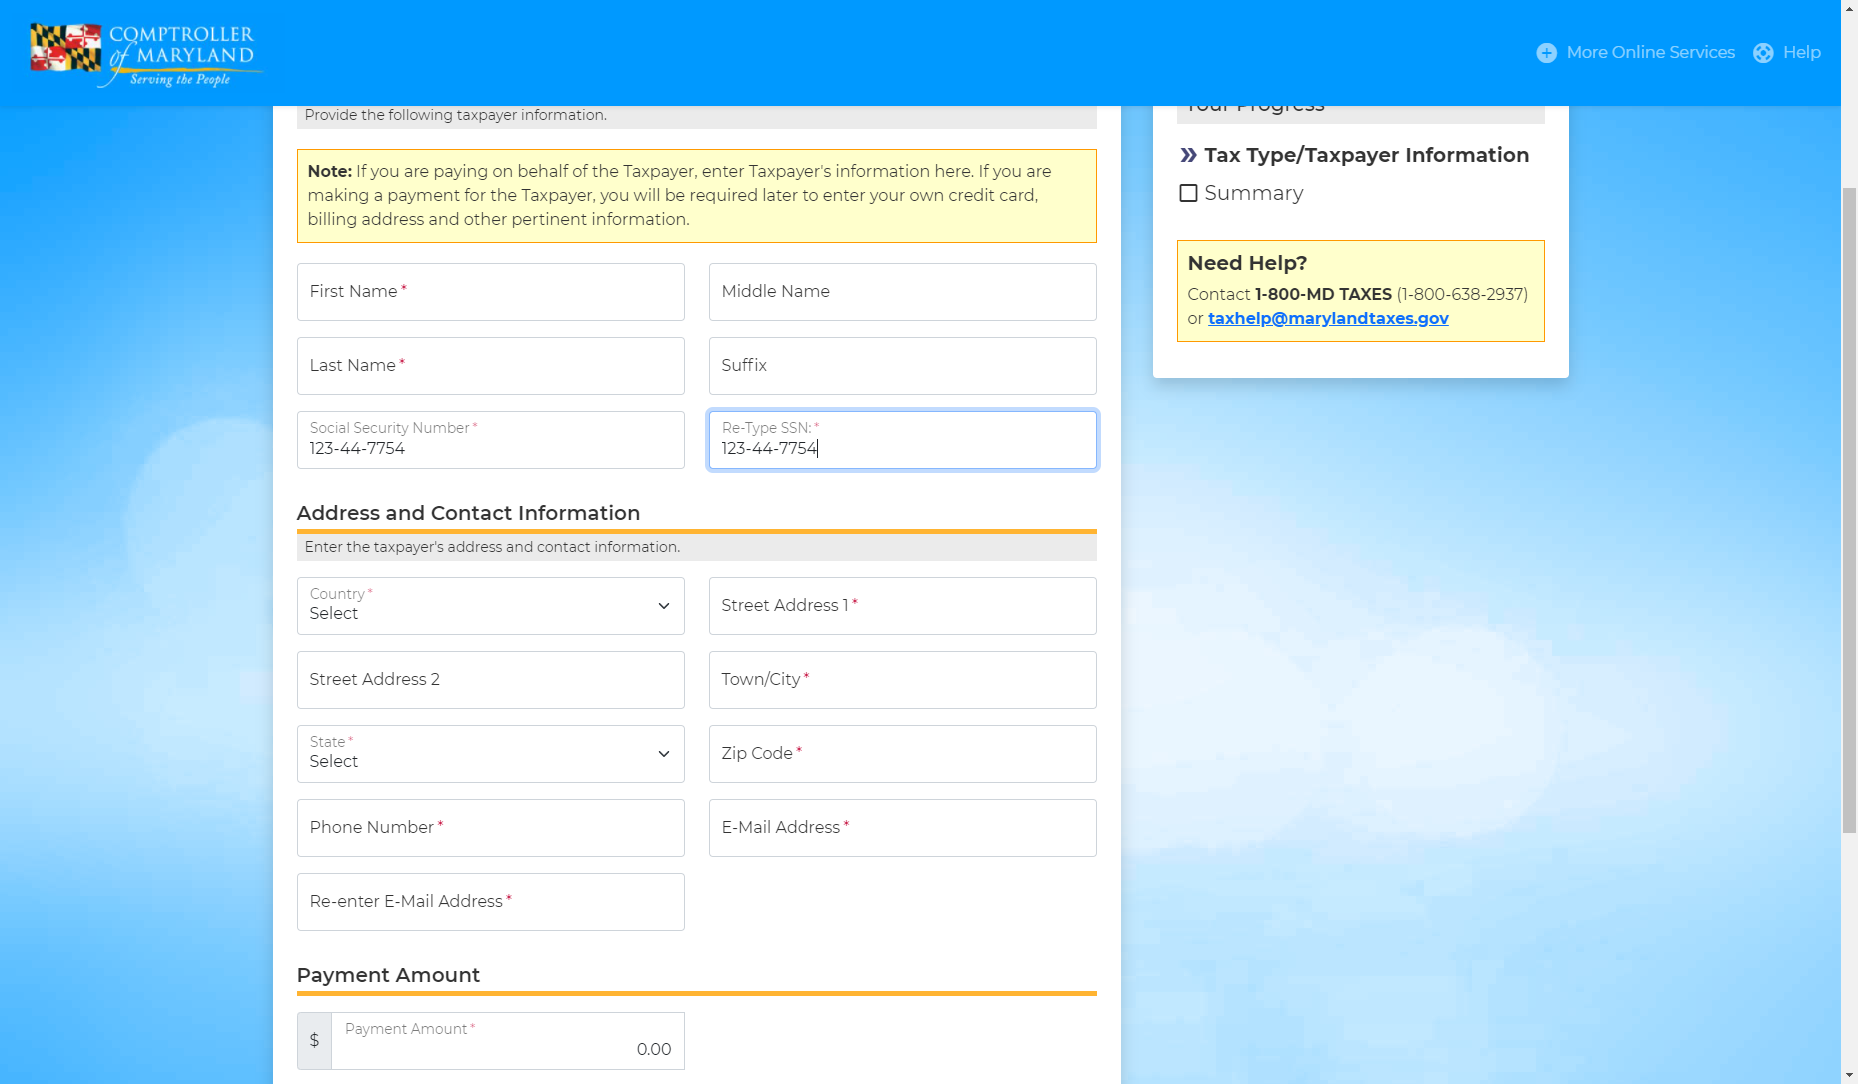 COMPTROLLER
of MARYLAND
Serving the People
More Online Services
Help
Provide the following taxpayer information.
Note: If you are paying on behalf of the Taxpayer, enter Taxpayer's information here. If you are
making a payment for the Taxpayer, you will be required later to enter your own credit card,
billing address and other pertinent information.
First Name *
Middle Name
Last Name *
Suffix
Social Security Number *
123-44-7754
Re-Type SSN: *
123-44-7754
Address and Contact Information
Enter the taxpayer's address and contact information.
Country *
Select
Street Address 1 *
Street Address 2
Town/City *
State *
Select
Zip Code *
Phone Number *
E-Mail Address *
Re-enter E-Mail Address *
Payment Amount
$
Payment Amount *
0.00
Your Progress
Tax Type/Taxpayer Information
Summary
Need Help?
Contact 1-800-MD TAXES (1-800-638-2937)
or taxhelp@marylandtaxes.gov